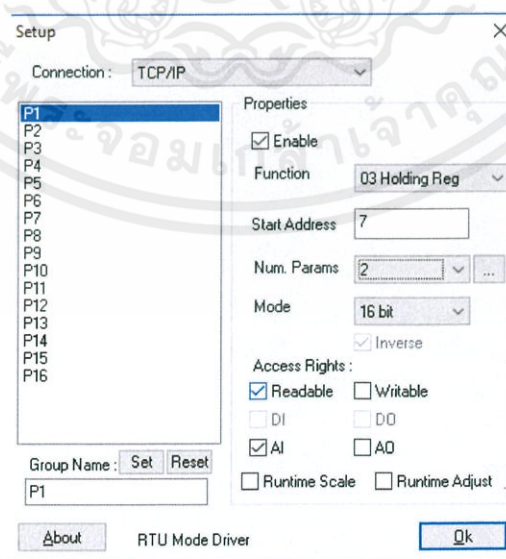 Setup
Connection : TCP/IP
P1
P2
P3
P4
P5
P6
P7
P8
P9
P10
P11
P12
P13
P14
P15
P16
Group Name : Set Reset
P1
Properties
Enable
Function 03 Holding Reg
Start Address 7
Num. Params 2 ...
Mode 16 bit
Inverse
Access Rights :
Readable Writable
DI DO
AI AO
Runtime Scale Runtime Adjust
About RTU Mode Driver Ok